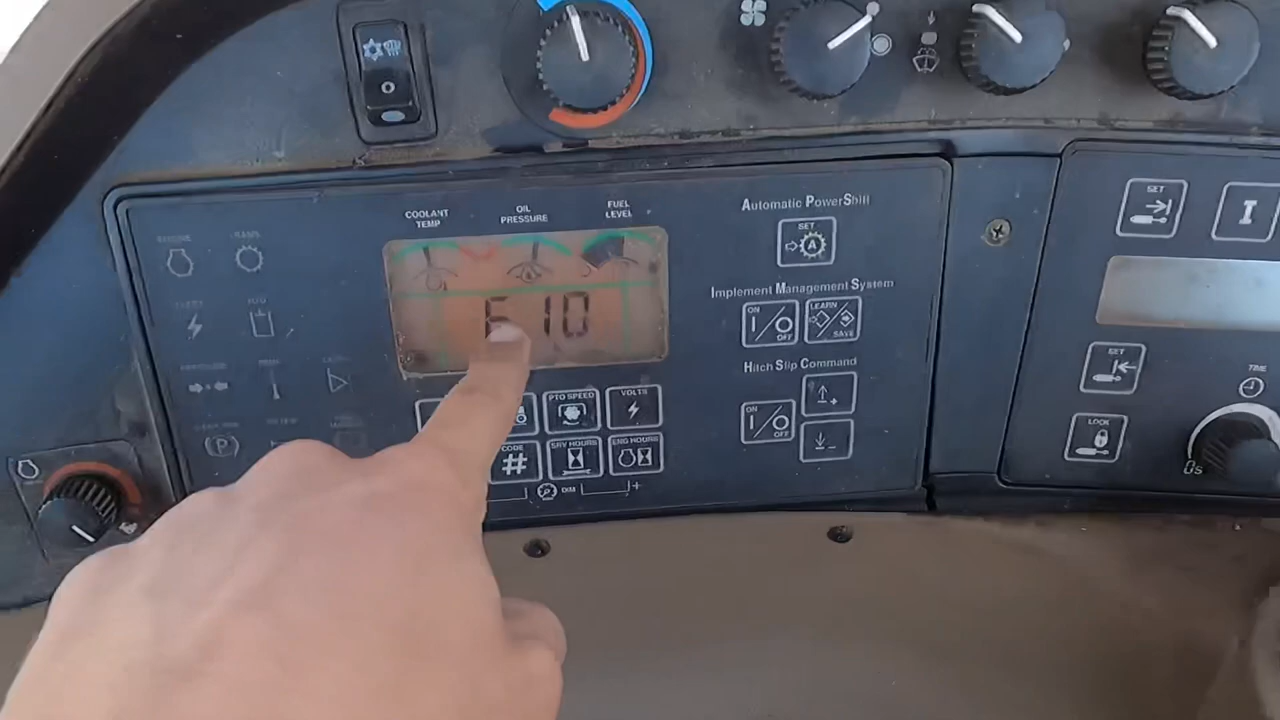 COOLANT TEMP
OIL PRESSURE
FUEL LEVEL
Automatic PowerShift
SET
A
Implement Management System
ON
OFF
LEARN
SAVE
Hitch Slip Command
ON
OFF
PTO SPEED
VOLTS
CODE
#
SRV HOURS
ENG HOURS
DIM
P
O
SET
I
SET
LOCK
TIME
0s